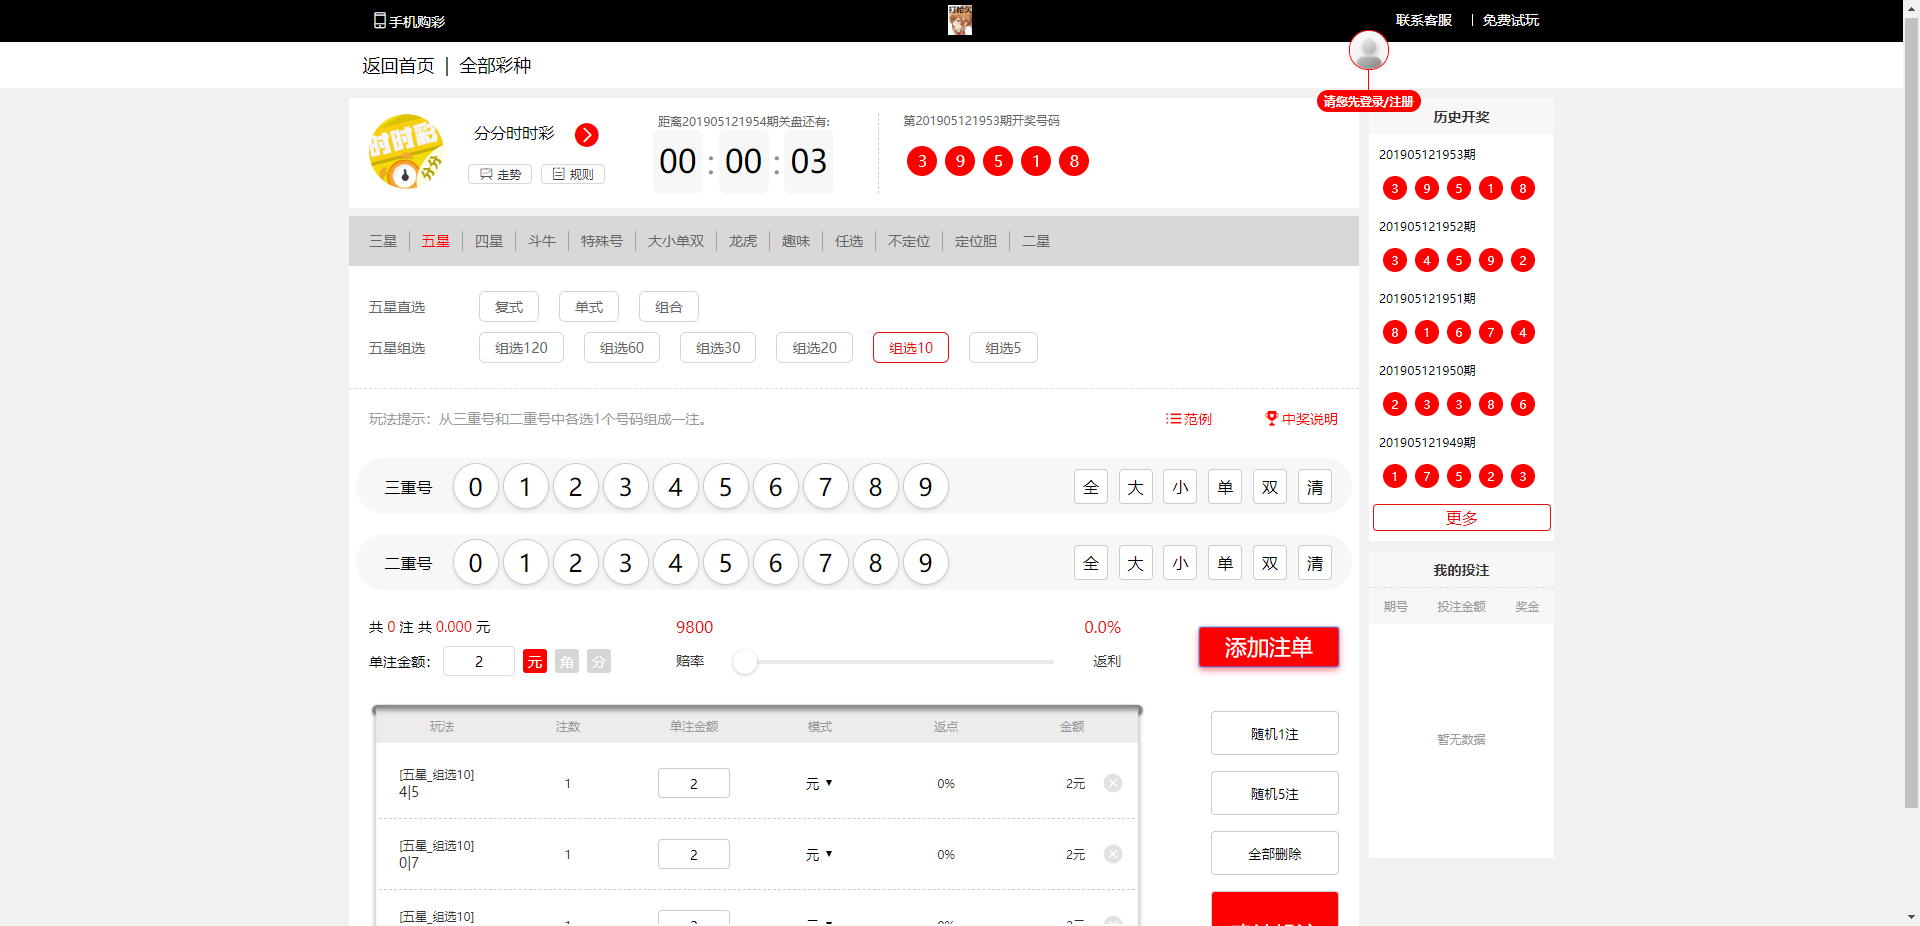 手机购彩
联系客服 | 免费试玩
返回首页 | 全部彩种
请您先登录/注册
时时彩
分分
分分时时彩
走势
规则
距离201905121954期关盘还有:
00 : 00 : 03
第201905121953期开奖号码
3 9 5 1 8
三星 五星 四星 斗牛 特殊号 大小单双 龙虎 趣味 任选 不定位 定位胆 二星
五星直选 复式 单式 组合
五星组选 组选120 组选60 组选30 组选20 组选10 组选5
玩法提示：从三重号和二重号中各选1个号码组成一注。
范例
中奖说明
三重号 0 1 2 3 4 5 6 7 8 9 全 大 小 单 双 清
二重号 0 1 2 3 4 5 6 7 8 9 全 大 小 单 双 清
共 0 注 共 0.000 元
9800
0.0%
单注金额： 2 元 角 分
赔率
返利
添加注单
玩法 注数 单注金额 模式 返点 金额
[五星_组选10]
4|5
1 2 元 0% 2元
[五星_组选10]
0|7
1 2 元 0% 2元
[五星_组选10]
随机1注
随机5注
全部删除
历史开奖
201905121953期
3 9 5 1 8
201905121952期
3 4 5 9 2
201905121951期
8 1 6 7 4
201905121950期
2 3 3 8 6
201905121949期
1 7 5 2 3
更多
我的投注
期号 投注金额 奖金
暂无数据